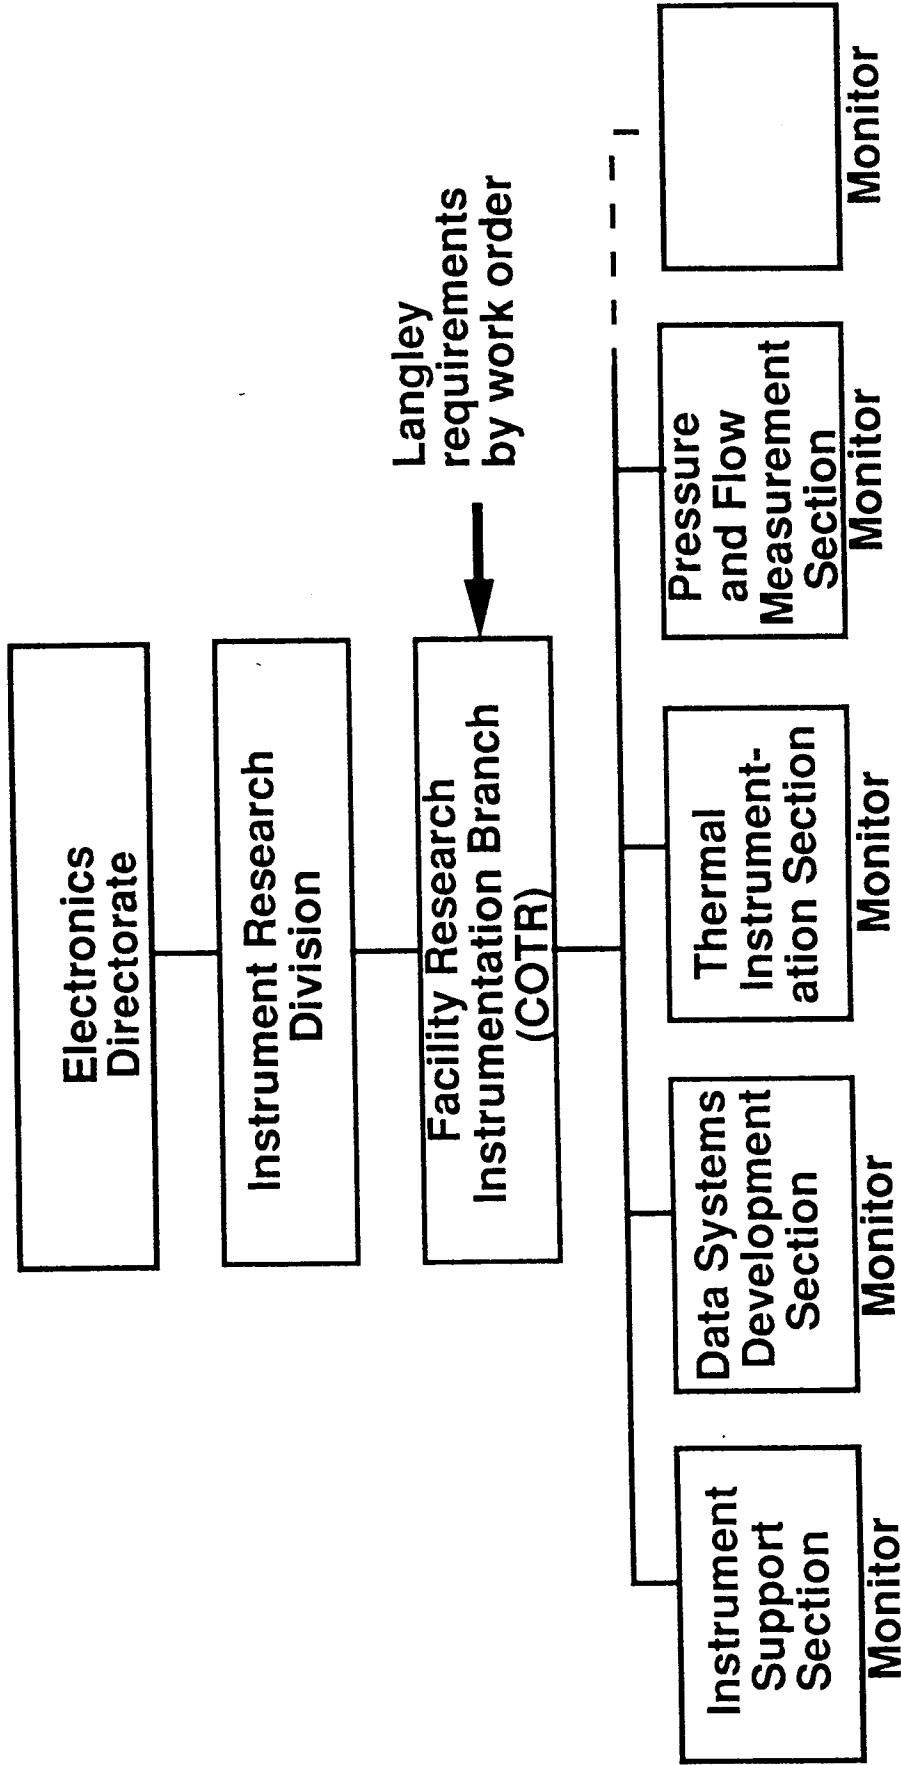 Electronics
Directorate
Instrument Research
Division
Facility Research
Instrumentation Branch
(COTR)
Langley
requirements
by work order
Instrument
Support
Section
Monitor
Data Systems
Development
Section
Monitor
Thermal
Instrument-
ation Section
Monitor
Pressure
and Flow
Measurement
Section
Monitor
Monitor